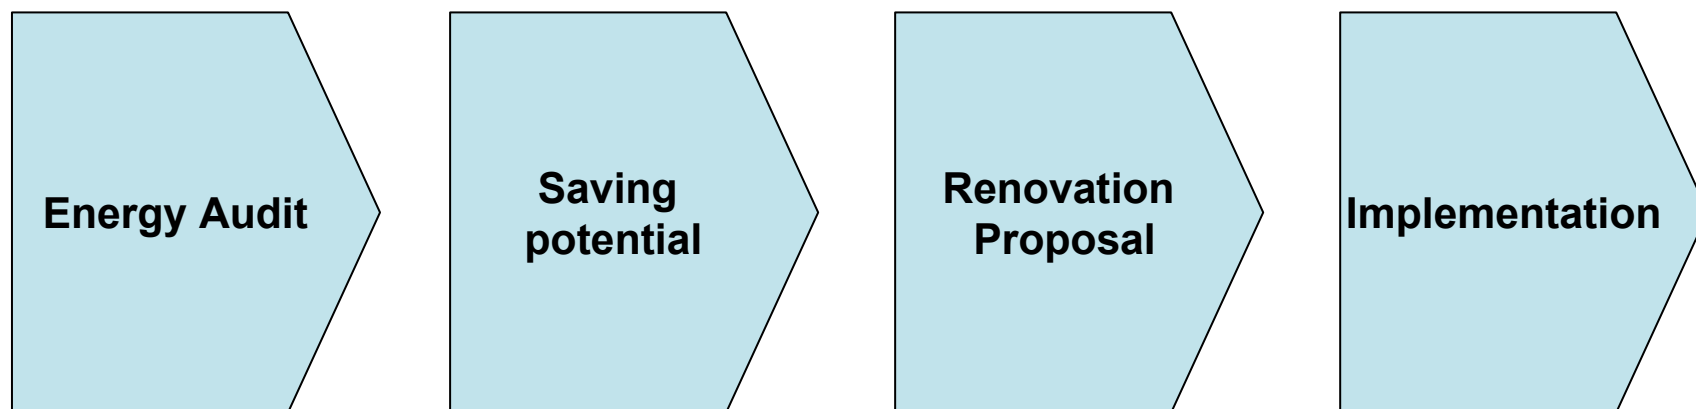 Energy Audit
Saving
potential
Renovation
Proposal
Implementation